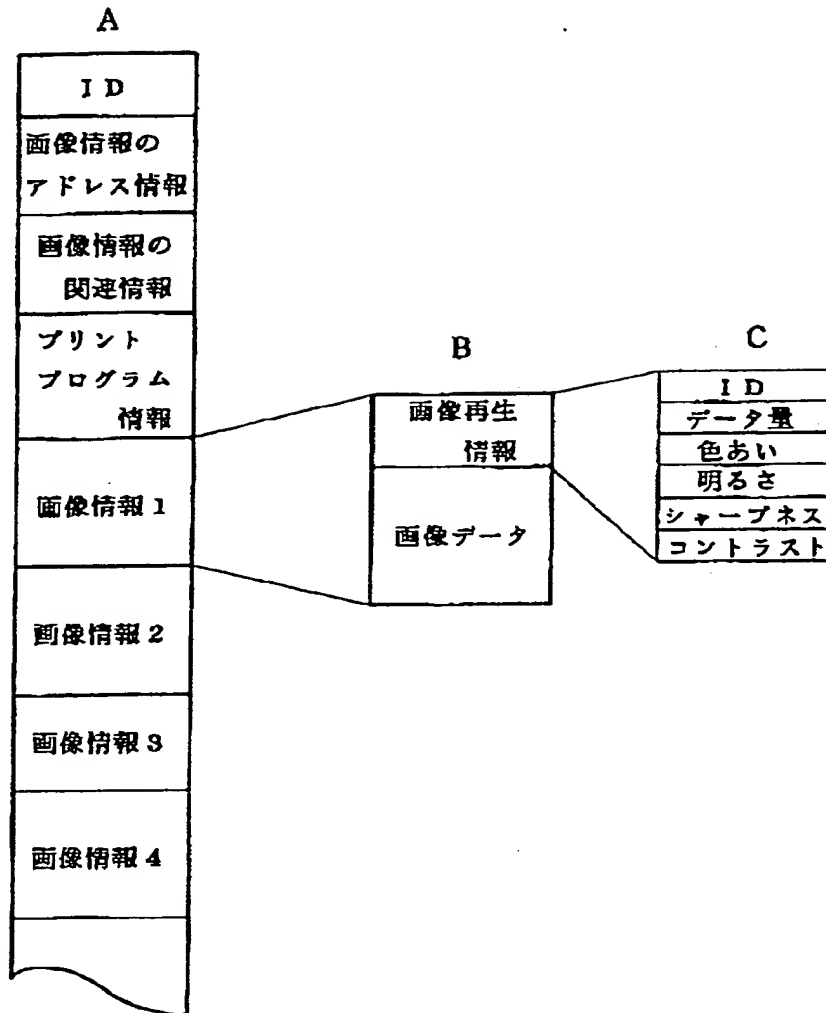 A
ID
画像情報の
アドレス情報
画像情報の
関連情報
プリント
プログラム
情報
画像情報1
画像情報2
画像情報3
画像情報4
B
画像再生
情報
画像データ
C
ID
データ量
色あい
明るさ
シャープネス
コントラスト